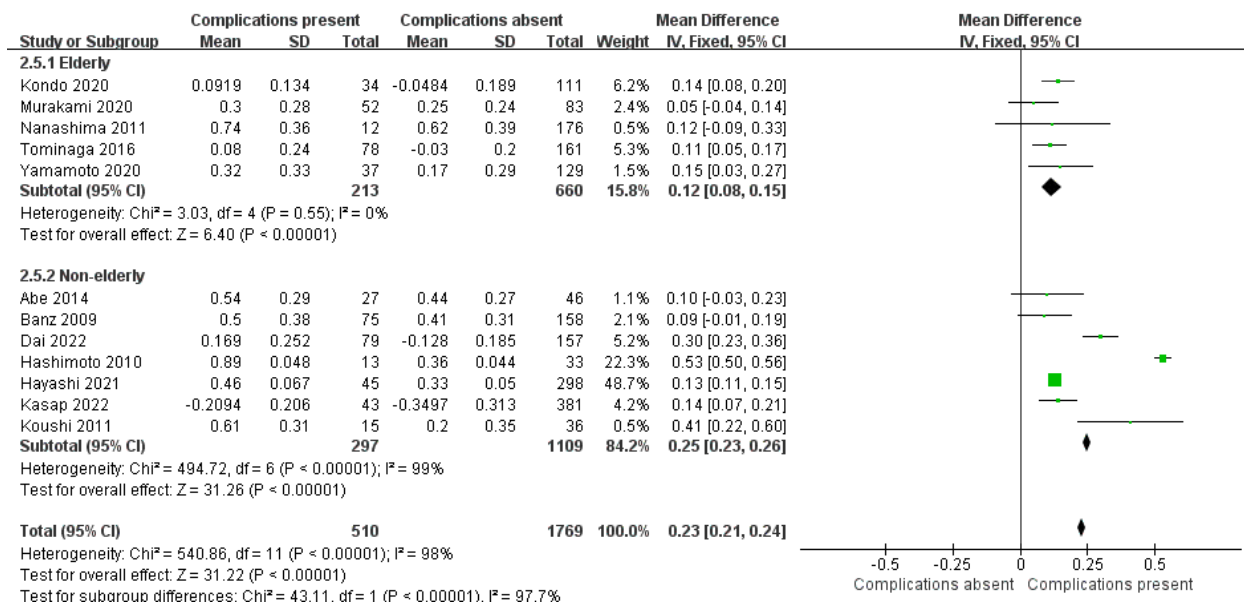 Complications present Complications absent Mean Difference Mean Difference
Study or Subgroup Mean SD Total Mean SD Total Weight IV, Fixed, 95% CI IV, Fixed, 95% CI
2.5.1 Elderly
Kondo 2020 0.0919 0.134 34 -0.0484 0.189 111 6.2% 0.14 [0.08, 0.20]
Murakami 2020 0.3 0.28 52 0.25 0.24 83 2.4% 0.05 [-0.04, 0.14]
Nanashima 2011 0.74 0.36 12 0.62 0.39 176 0.5% 0.12 [-0.09, 0.33]
Tominaga 2016 0.08 0.24 78 -0.03 0.2 161 5.3% 0.11 [0.05, 0.17]
Yamamoto 2020 0.32 0.33 37 0.17 0.29 129 1.5% 0.15 [0.03, 0.27]
Subtotal (95% CI) 213 660 15.8% 0.12 [0.08, 0.15]
Heterogeneity: Chi² = 3.03, df = 4 (P = 0.55); I² = 0%
Test for overall effect: Z = 6.40 (P < 0.00001)
2.5.2 Non-elderly
Abe 2014 0.54 0.29 27 0.44 0.27 46 1.1% 0.10 [-0.03, 0.23]
Banz 2009 0.5 0.38 75 0.41 0.31 158 2.1% 0.09 [-0.01, 0.19]
Dai 2022 0.169 0.252 79 -0.128 0.185 157 5.2% 0.30 [0.23, 0.36]
Hashimoto 2010 0.89 0.048 13 0.36 0.044 33 22.3% 0.53 [0.50, 0.56]
Hayashi 2021 0.46 0.067 45 0.33 0.05 298 48.7% 0.13 [0.11, 0.15]
Kasap 2022 -0.2094 0.206 43 -0.3497 0.313 381 4.2% 0.14 [0.07, 0.21]
Koushi 2011 0.61 0.31 15 0.2 0.35 36 0.5% 0.41 [0.22, 0.60]
Subtotal (95% CI) 297 1109 84.2% 0.25 [0.23, 0.26]
Heterogeneity: Chi² = 494.72, df = 6 (P < 0.00001); I² = 99%
Test for overall effect: Z = 31.26 (P < 0.00001)
Total (95% CI) 510 1769 100.0% 0.23 [0.21, 0.24]
Heterogeneity: Chi² = 540.86, df = 11 (P < 0.00001); I² = 98%
Test for overall effect: Z = 31.22 (P < 0.00001)
Test for subgroup differences: Chi² = 43.11, df = 1 (P < 0.00001), I² = 97.7%
-0.5 -0.25 0 0.25 0.5
Complications absent Complications present